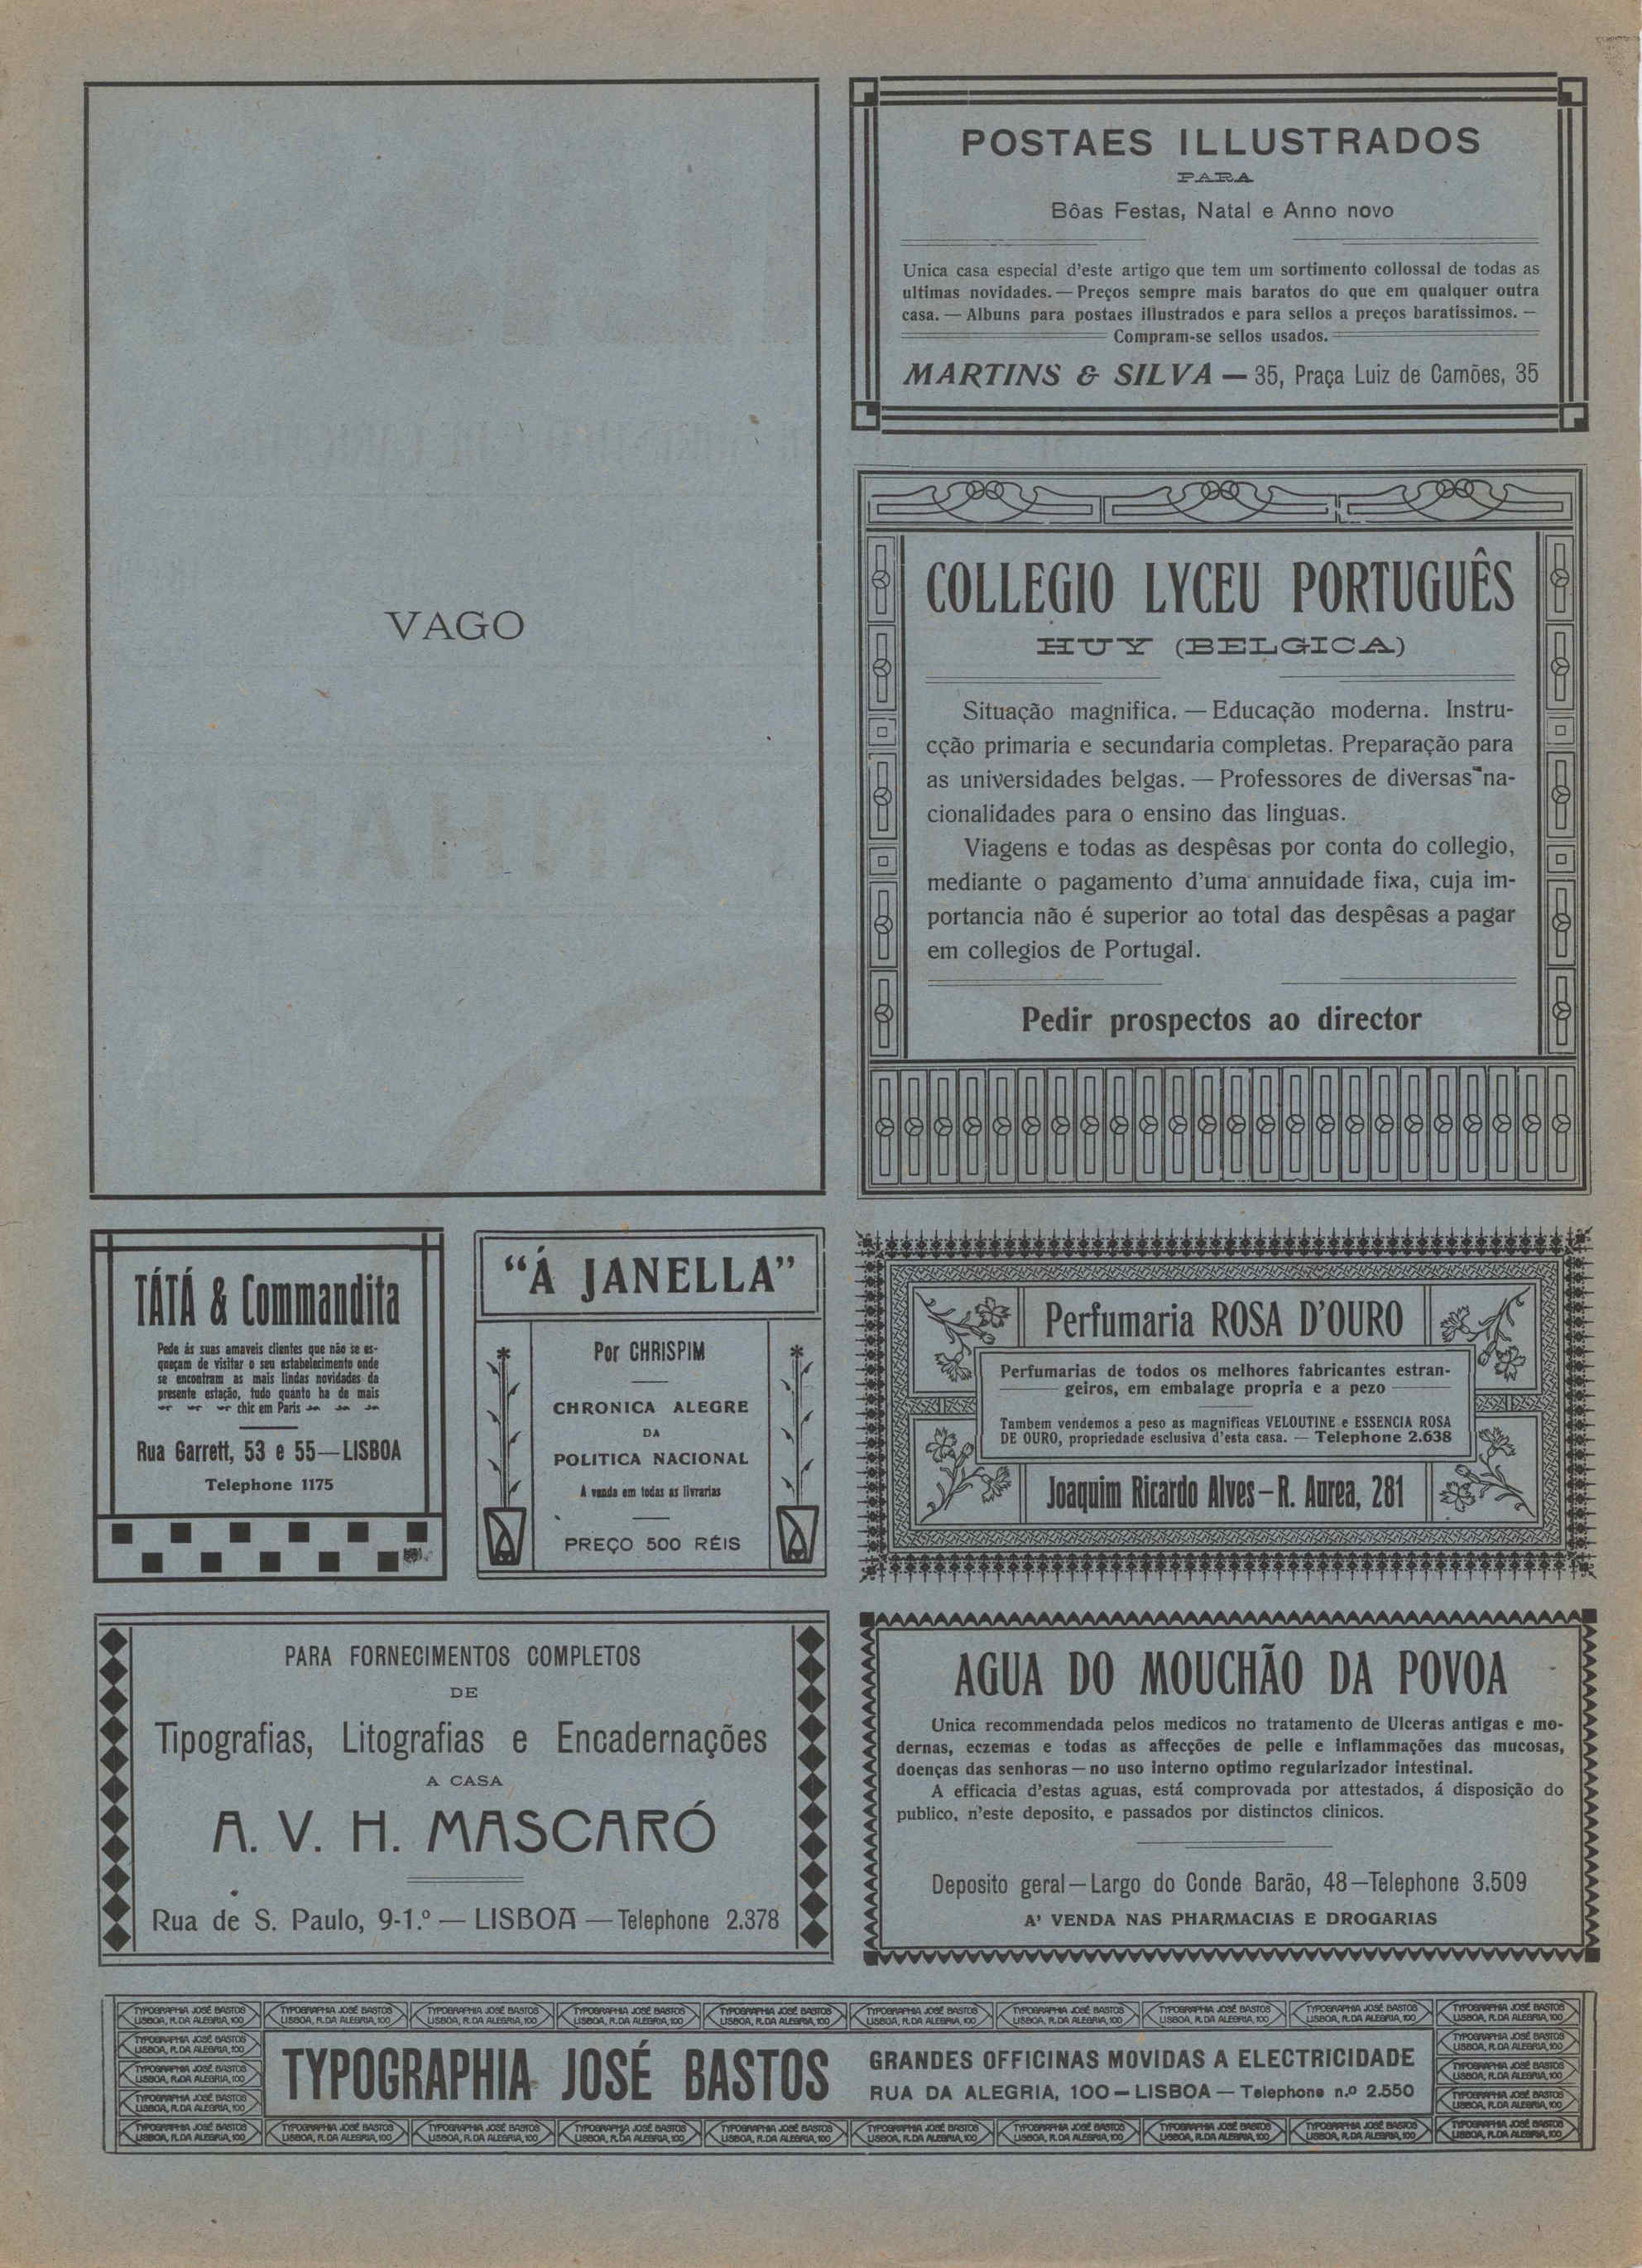 VAGO
POSTAES ILLUSTRADOS
PARA
Bôas Festas, Natal e Anno novo
Unica casa especial d'este artigo que tem um sortimento collossal de todas as
ultimas novidades. — Preços sempre mais baratos do que em qualquer outra
casa. — Albuns para postaes illustrados e para sellos a preços baratissimos. —
Compram-se sellos usados.
MARTINS & SILVA — 35, Praça Luiz de Camões, 35
COLLEGIO LYCEU PORTUGUÊS
HUY (BELGICA)
Situação magnifica. — Educação moderna. Instru-
cção primaria e secundaria completas. Preparação para
as universidades belgas. — Professores de diversas na-
cionalidades para o ensino das linguas.
Viagens e todas as despêsas por conta do collegio,
mediante o pagamento d'uma annuidade fixa, cuja im-
portancia não é superior ao total das despêsas a pagar
em collegios de Portugal.
Pedir prospectos ao director
TÁTÁ & Commandita
Pede ás suas amaveis clientes que não se es-
queçam de visitar o seu estabelecimento onde
se encontram as mais lindas novidades da
presente estação, tudo quanto ha de mais
chic em Paris
Rua Garrett, 53 e 55—LISBOA
Telephone 1175
"Á JANELLA"
Por CHRISPIM
CHRONICA ALEGRE
DA
POLITICA NACIONAL
Á venda em todas as livrarias
PREÇO 500 RÉIS
Perfumaria ROSA D'OURO
Perfumarias de todos os melhores fabricantes estran-
geiros, em embalage propria e a pezo
Tambem vendemos a peso as magnificas VELOUTINE e ESSENCIA ROSA
DE OURO, propriedade esclusiva d'esta casa. — Telephone 2.638
Joaquim Ricardo Alves — R. Aurea, 281
PARA FORNECIMENTOS COMPLETOS
DE
Tipografias, Litografias e Encadernações
A CASA
A. V. H. MASCARÓ
Rua de S. Paulo, 9-1.º — LISBOA — Telephone 2.378
AGUA DO MOUCHÃO DA POVOA
Unica recommendada pelos medicos no tratamento de Ulceras antigas e mo-
dernas, eczemas e todas as affecções de pelle e inflammações das mucosas,
doenças das senhoras — no uso interno optimo regularizador intestinal.
A efficacia d'estas aguas, está comprovada por attestados, á disposição do
publico, n'este deposito, e passados por distinctos clinicos.
Deposito geral — Largo do Conde Barão, 48—Telephone 3.509
A' VENDA NAS PHARMACIAS E DROGARIAS
TYPOGRAPHIA JOSÉ BASTOS
LISBOA, R. DA ALEGRIA, 100
TYPOGRAPHIA JOSÉ BASTOS
GRANDES OFFICINAS MOVIDAS A ELECTRICIDADE
RUA DA ALEGRIA, 100 — LISBOA — Telephone n.º 2.550